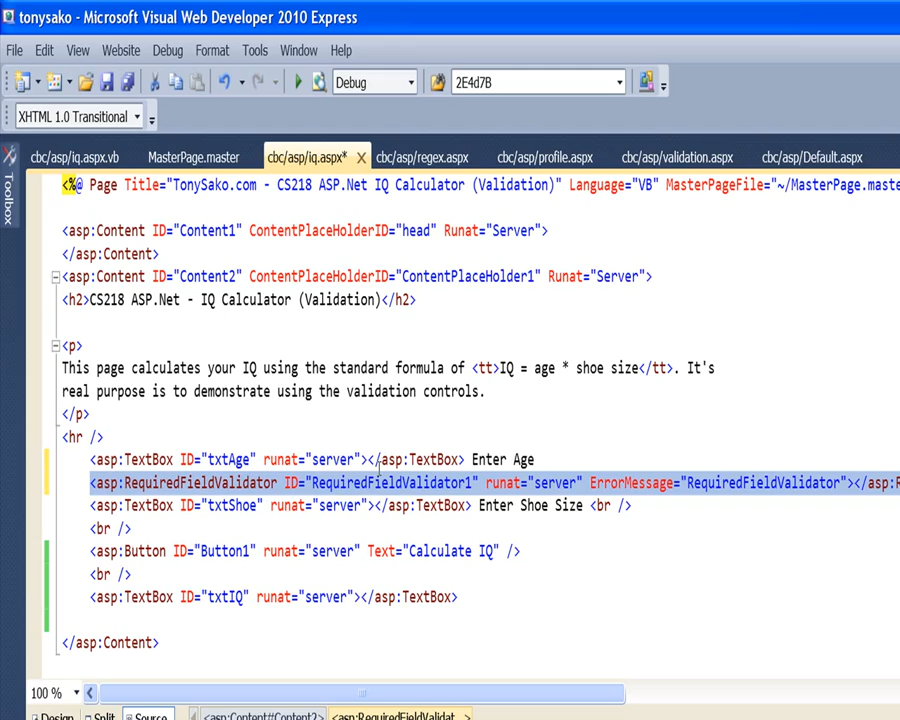 tonysako - Microsoft Visual Web Developer 2010 Express
File Edit View Website Debug Format Tools Window Help
Debug 2E4d7B
XHTML 1.0 Transitional
cbc/asp/iq.aspx.vb MasterPage.master cbc/asp/iq.aspx* cbc/asp/regex.aspx cbc/asp/profile.aspx cbc/asp/validation.aspx cbc/asp/Default.aspx
Toolbox
<%@ Page Title="TonySako.com - CS218 ASP.Net IQ Calculator (Validation)" Language="VB" MasterPageFile="~/MasterPage.maste
<asp:Content ID="Content1" ContentPlaceHolderID="head" Runat="Server">
</asp:Content>
<asp:Content ID="Content2" ContentPlaceHolderID="ContentPlaceHolder1" Runat="Server">
<h2>CS218 ASP.Net - IQ Calculator (Validation)</h2>
<p>
This page calculates your IQ using the standard formula of <tt>IQ = age * shoe size</tt>. It's
real purpose is to demonstrate using the validation controls.
</p>
<hr />
<asp:TextBox ID="txtAge" runat="server"></asp:TextBox> Enter Age
<asp:RequiredFieldValidator ID="RequiredFieldValidator1" runat="server" ErrorMessage="RequiredFieldValidator"></asp:R
<asp:TextBox ID="txtShoe" runat="server"></asp:TextBox> Enter Shoe Size <br />
<br />
<asp:Button ID="Button1" runat="server" Text="Calculate IQ" />
<br />
<asp:TextBox ID="txtIQ" runat="server"></asp:TextBox>
</asp:Content>
100 %
Design Split Source <asp:Content#Content2> <asp:RequiredFieldValidat...>